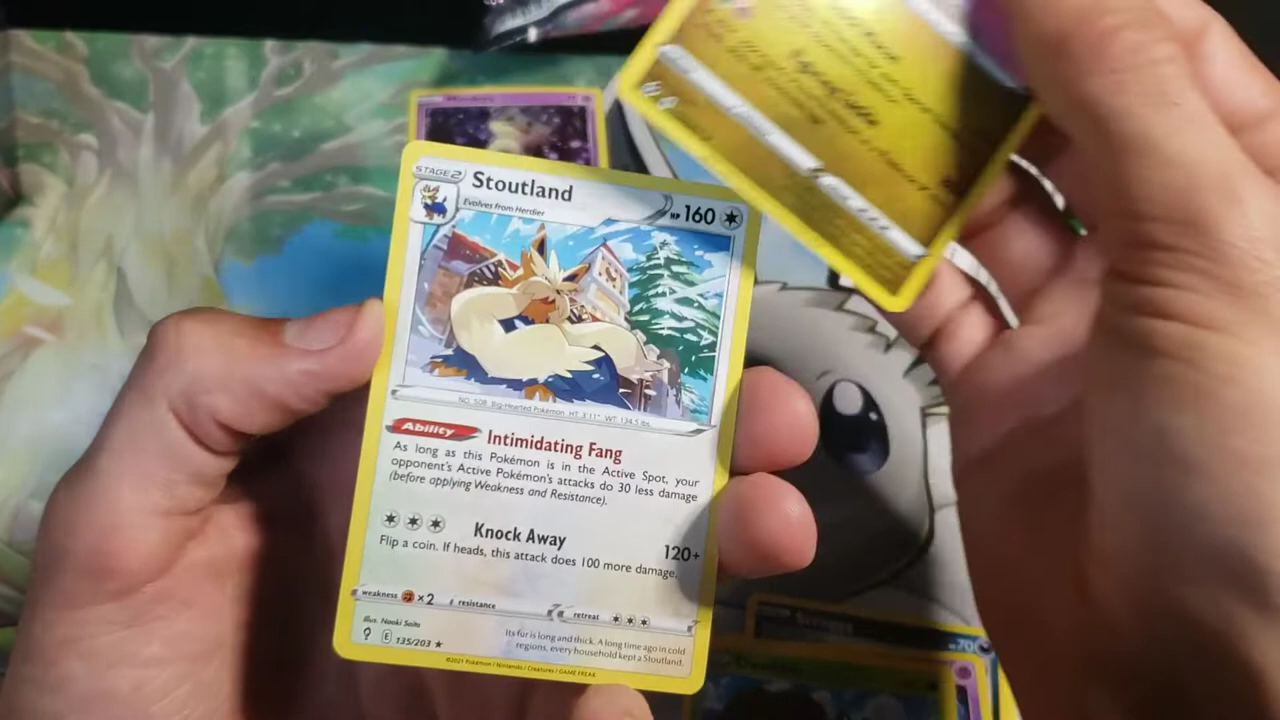 STAGE 2
Stoutland
HP 160
Evolves from Herdier
NO. 508 Big-Hearted Pokémon HT: 3'11" WT: 134.5 lbs.
Ability Intimidating Fang
As long as this Pokémon is in the Active Spot, your
opponent's Active Pokémon's attacks do 30 less damage
(before applying Weakness and Resistance).
Knock Away 120+
Flip a coin. If heads, this attack does 100 more damage.
weakness ×2 resistance retreat
Illus. Naoki Saito
E 135/203 ★
Its fur is long and thick. A long time ago in cold
regions, every household kept a Stoutland.
©2021 Pokémon / Nintendo / Creatures / GAME FREAK
70